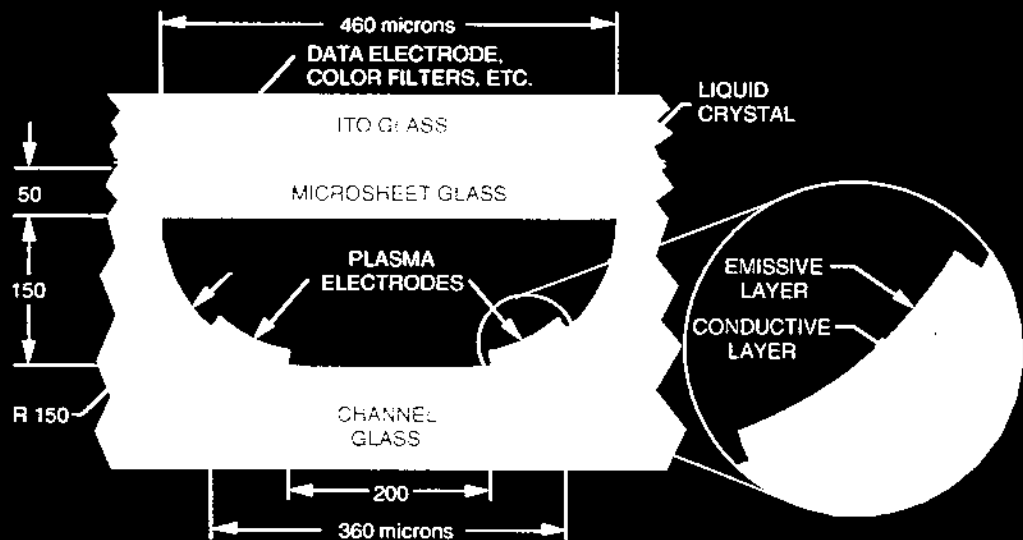 460 microns
DATA ELECTRODE,
COLOR FILTERS, ETC.
LIQUID
CRYSTAL
ITO GLASS
50
MICROSHEET GLASS
PLASMA
ELECTRODES
150
EMISSIVE
LAYER
CONDUCTIVE
LAYER
R 150
CHANNEL
GLASS
200
360 microns